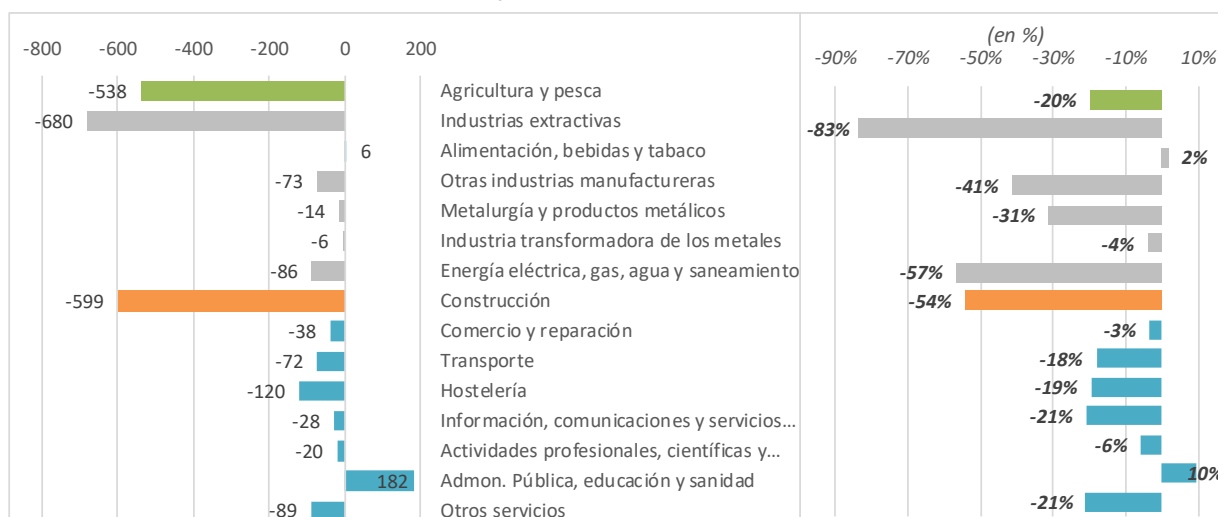 (en %)
-800 -600 -400 -200 0 200 -90% -70% -50% -30% -10% 10%
-538 Agricultura y pesca -20%
-680 Industrias extractivas -83%
6 Alimentación, bebidas y tabaco 2%
-73 Otras industrias manufactureras -41%
-14 Metalurgía y productos metálicos -31%
-6 Industria transformadora de los metales -4%
-86 Energía eléctrica, gas, agua y saneamiento -57%
-599 Construcción -54%
-38 Comercio y reparación -3%
-72 Transporte -18%
-120 Hostelería -19%
-28 Información, comunicaciones y servicios... -21%
-20 Actividades profesionales, científicas y... -6%
182 Admon. Pública, educación y sanidad 10%
-89 Otros servicios -21%